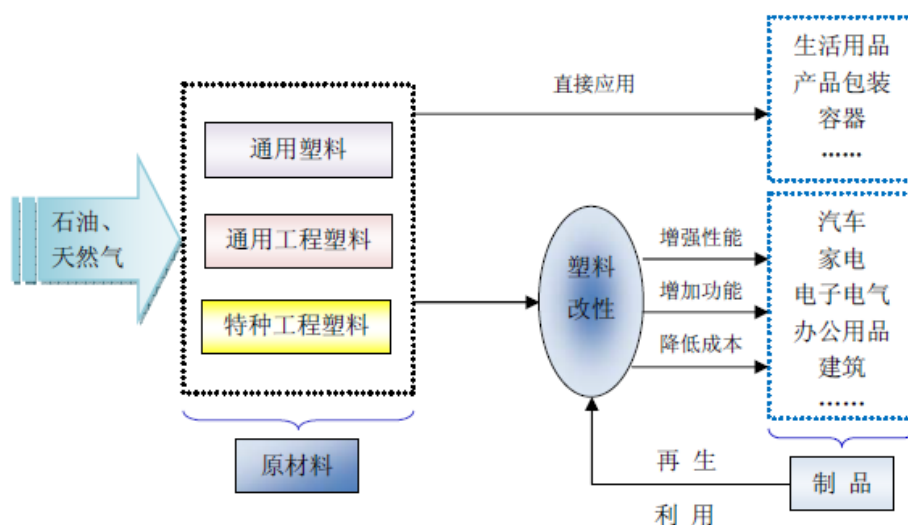 石油、
天然气
通用塑料
通用工程塑料
特种工程塑料
原材料
直接应用
塑料
改性
增强性能
增加功能
降低成本
生活用品
产品包装
容器
……
汽车
家电
电子电气
办公用品
建筑
……
制 品
再 生
利 用